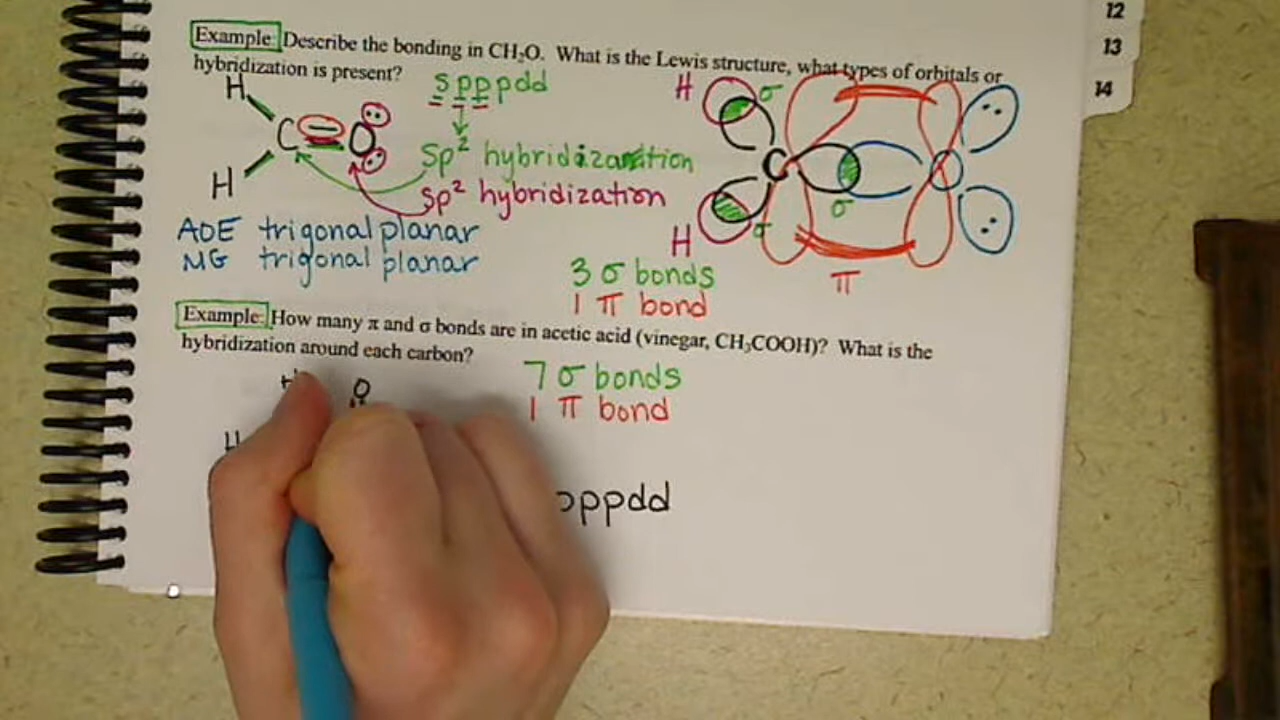 12
13
14
Example: Describe the bonding in CH₂O. What is the Lewis structure, what types of orbitals or
hybridization is present?
H
C = O
H
spppdd
sp² hybridization
sp² hybridization
AOE trigonal planar
MG trigonal planar
H σ
C
σ
H σ
π
3 σ bonds
1 π bond
Example: How many π and σ bonds are in acetic acid (vinegar, CH₃COOH)? What is the
hybridization around each carbon?
7 σ bonds
1 π bond
H O
H
ppdd